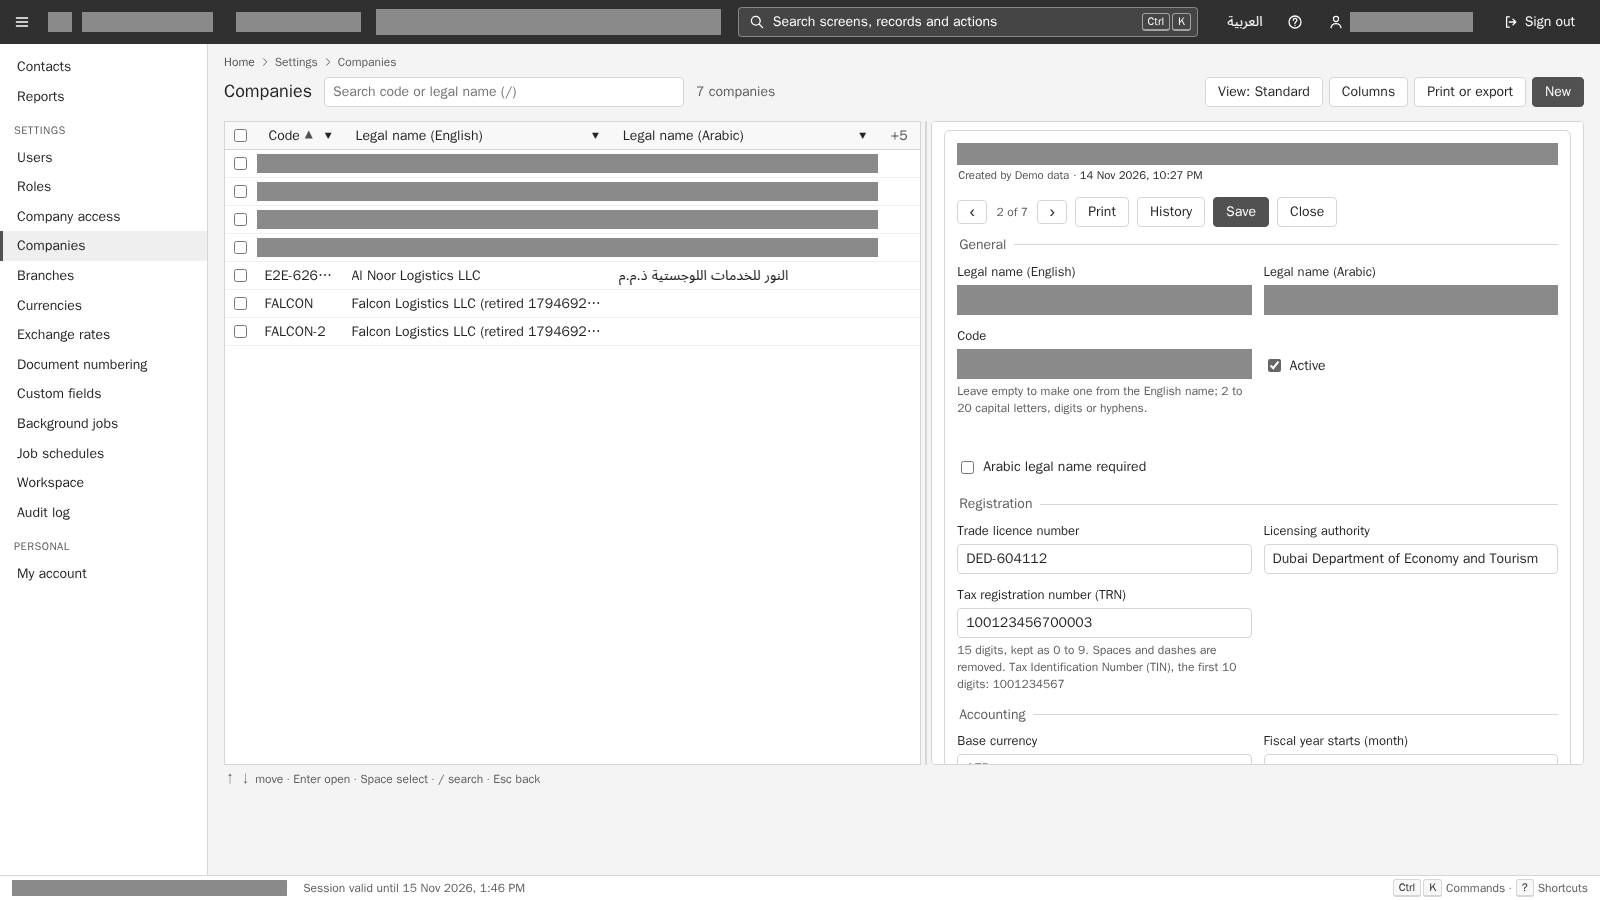 Search screens, records and actions Ctrl K العربية Sign out
Contacts
Reports
SETTINGS
Users
Roles
Company access
Companies
Branches
Currencies
Exchange rates
Document numbering
Custom fields
Background jobs
Job schedules
Workspace
Audit log
PERSONAL
My account
Home > Settings > Companies
Companies Search code or legal name (/) 7 companies View: Standard Columns Print or export New
Code ▲ ▼ Legal name (English) ▼ Legal name (Arabic) ▼ +5
E2E-626··· Al Noor Logistics LLC النور للخدمات اللوجستية ذ.م.م
FALCON Falcon Logistics LLC (retired 1794692···
FALCON-2 Falcon Logistics LLC (retired 1794692···
↑ ↓ move · Enter open · Space select · / search · Esc back
Created by Demo data · 14 Nov 2026, 10:27 PM
‹ 2 of 7 › Print History Save Close
General
Legal name (English) Legal name (Arabic)
Code
Active
Leave empty to make one from the English name; 2 to
20 capital letters, digits or hyphens.
Arabic legal name required
Registration
Trade licence number Licensing authority
DED-604112 Dubai Department of Economy and Tourism
Tax registration number (TRN)
100123456700003
15 digits, kept as 0 to 9. Spaces and dashes are
removed. Tax Identification Number (TIN), the first 10
digits: 1001234567
Accounting
Base currency Fiscal year starts (month)
Session valid until 15 Nov 2026, 1:46 PM Ctrl K Commands · ? Shortcuts